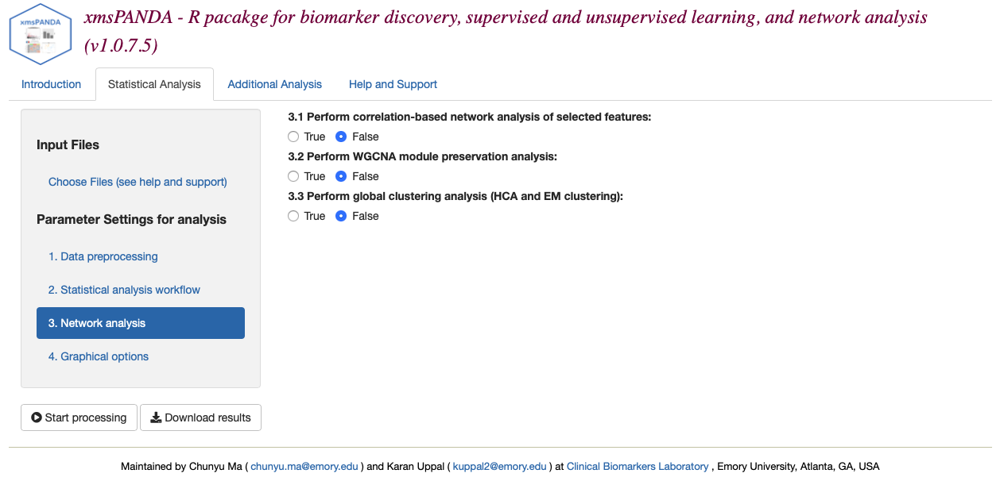 xmsPANDA
xmsPANDA - R pacakge for biomarker discovery, supervised and unsupervised learning, and network analysis
(v1.0.7.5)
Introduction
Statistical Analysis
Additional Analysis
Help and Support
Input Files
Choose Files (see help and support)
Parameter Settings for analysis
1. Data preprocessing
2. Statistical analysis workflow
3. Network analysis
4. Graphical options
Start processing
Download results
3.1 Perform correlation-based network analysis of selected features:
True False
3.2 Perform WGCNA module preservation analysis:
True False
3.3 Perform global clustering analysis (HCA and EM clustering):
True False
Maintained by Chunyu Ma ( chunyu.ma@emory.edu ) and Karan Uppal ( kuppal2@emory.edu ) at Clinical Biomarkers Laboratory , Emory University, Atlanta, GA, USA